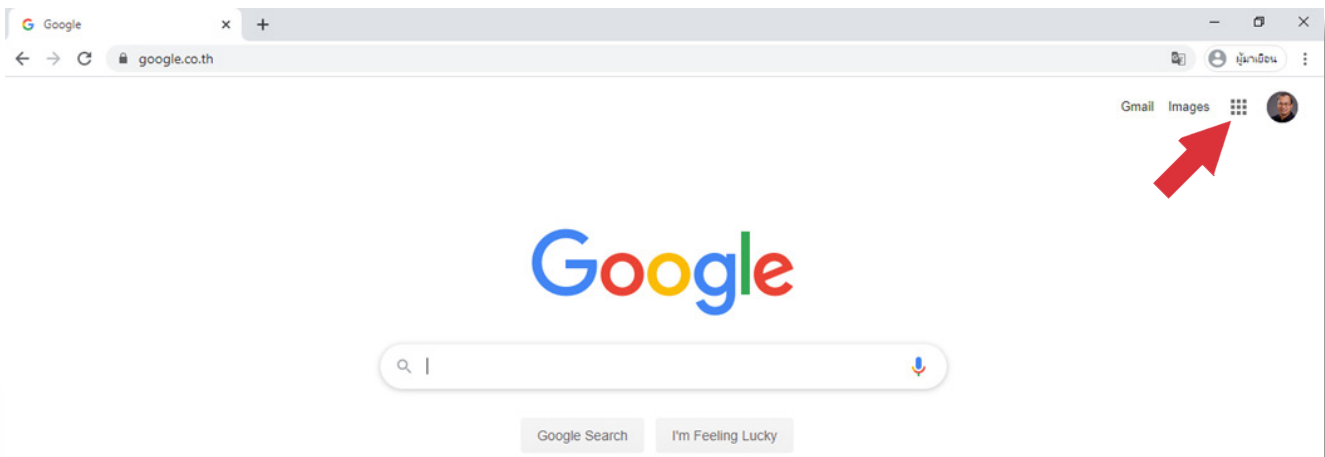 Google
google.co.th
ผู้มาเยือน
Gmail Images
Google
Google Search I'm Feeling Lucky